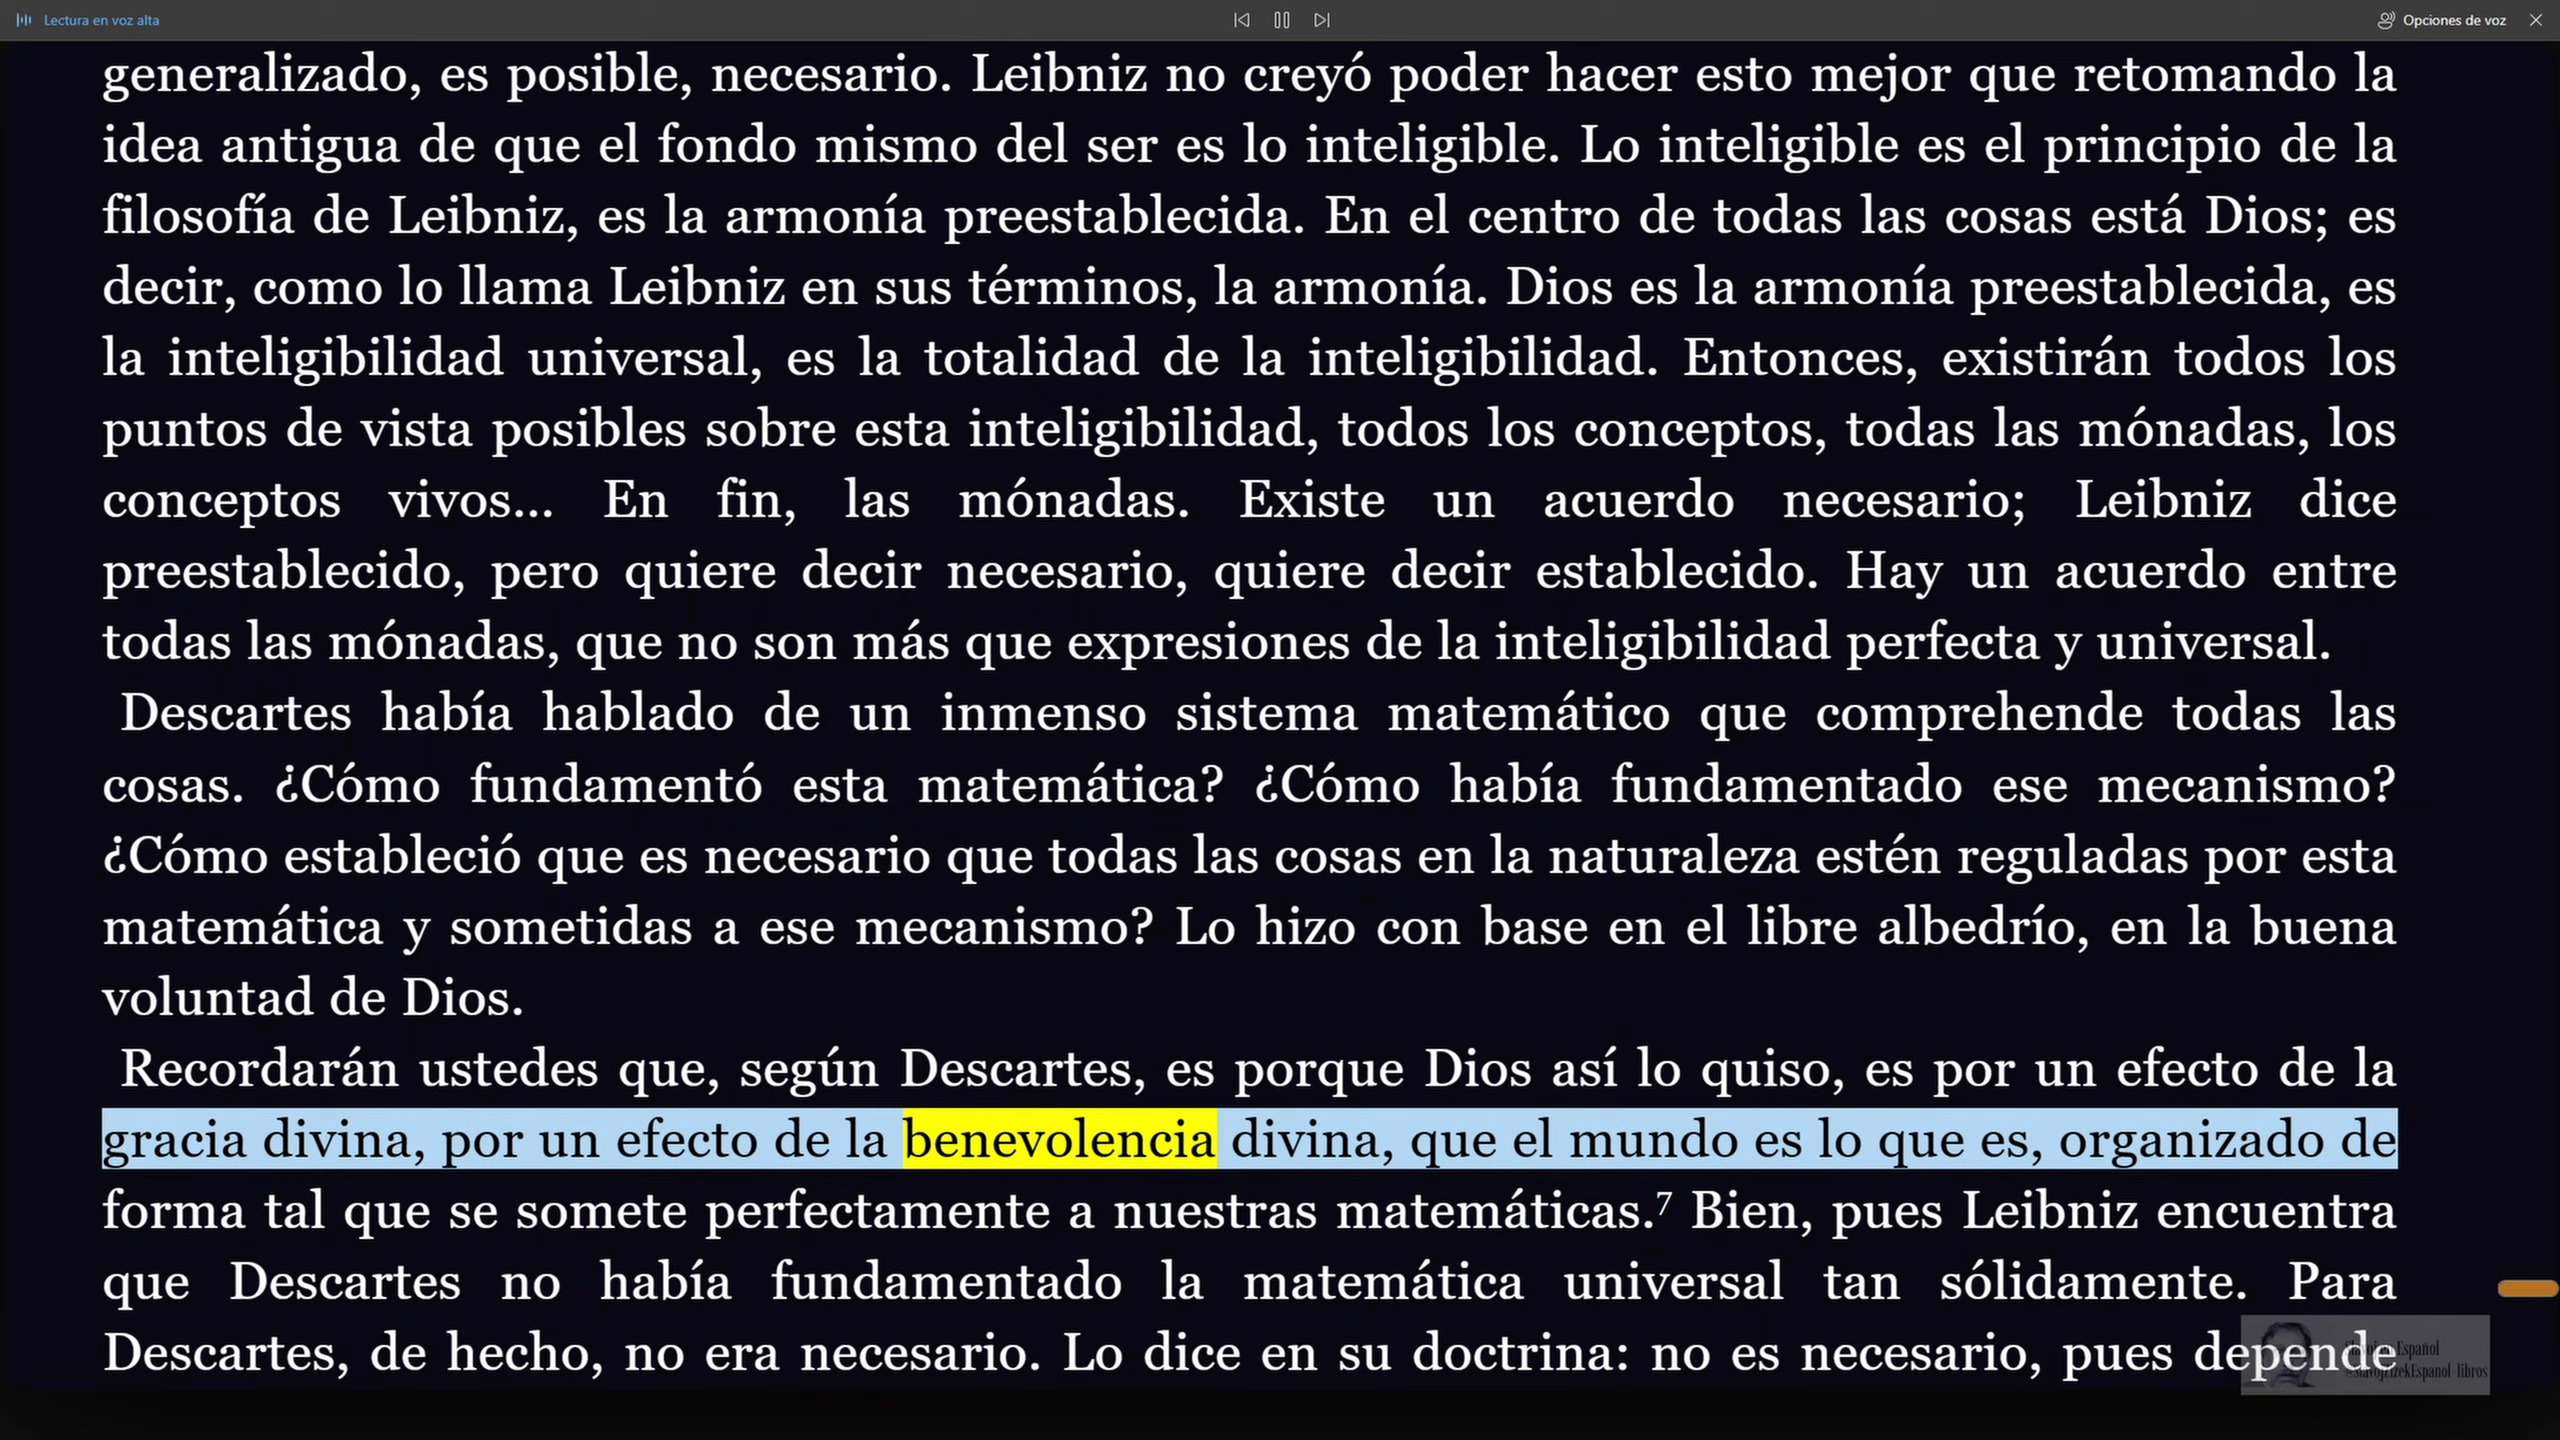 Lectura en voz alta
Opciones de voz
generalizado, es posible, necesario. Leibniz no creyó poder hacer esto mejor que retomando la
idea antigua de que el fondo mismo del ser es lo inteligible. Lo inteligible es el principio de la
filosofía de Leibniz, es la armonía preestablecida. En el centro de todas las cosas está Dios; es
decir, como lo llama Leibniz en sus términos, la armonía. Dios es la armonía preestablecida, es
la inteligibilidad universal, es la totalidad de la inteligibilidad. Entonces, existirán todos los
puntos de vista posibles sobre esta inteligibilidad, todos los conceptos, todas las mónadas, los
conceptos vivos... En fin, las mónadas. Existe un acuerdo necesario; Leibniz dice
preestablecido, pero quiere decir necesario, quiere decir establecido. Hay un acuerdo entre
todas las mónadas, que no son más que expresiones de la inteligibilidad perfecta y universal.
Descartes había hablado de un inmenso sistema matemático que comprehende todas las
cosas. ¿Cómo fundamentó esta matemática? ¿Cómo había fundamentado ese mecanismo?
¿Cómo estableció que es necesario que todas las cosas en la naturaleza estén reguladas por esta
matemática y sometidas a ese mecanismo? Lo hizo con base en el libre albedrío, en la buena
voluntad de Dios.
Recordarán ustedes que, según Descartes, es porque Dios así lo quiso, es por un efecto de la
gracia divina, por un efecto de la benevolencia divina, que el mundo es lo que es, organizado de
forma tal que se somete perfectamente a nuestras matemáticas.⁷ Bien, pues Leibniz encuentra
que Descartes no había fundamentado la matemática universal tan sólidamente. Para
Descartes, de hecho, no era necesario. Lo dice en su doctrina: no es necesario, pues depende
Español